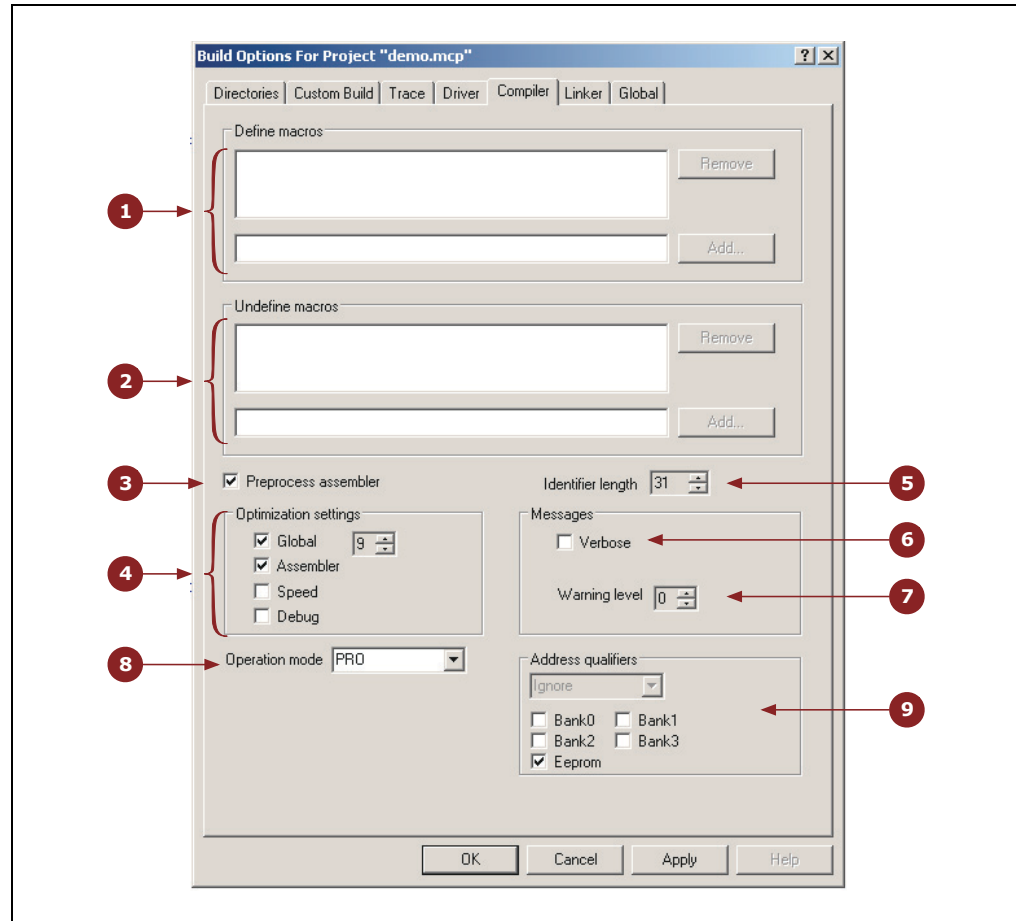 Build Options For Project "demo.mcp"
Directories Custom Build Trace Driver Compiler Linker Global
Define macros
Remove
1
Add...
Undefine macros
Remove
2
Add...
3 Preprocess assembler Identifier length 31 5
Optimization settings Messages
Global 9 Verbose 6
4 Assembler
Speed Warning level 0 7
Debug
8 Operation mode PRO Address qualifiers
Ignore
9
Bank0 Bank1
Bank2 Bank3
Eeprom
OK Cancel Apply Help